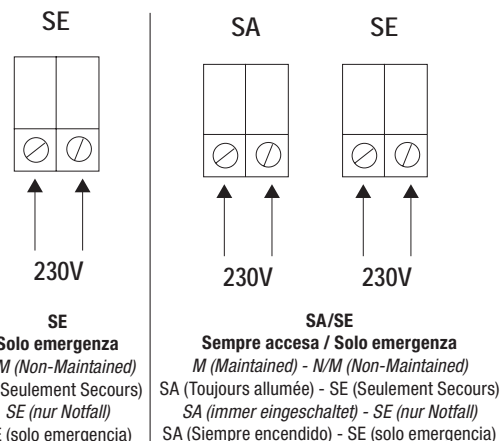 SE
230V
SE
Solo emergenza
M (Non-Maintained)
(Seulement Secours)
SE (nur Notfall)
(solo emergencia)
SA SE
230V 230V
SA/SE
Sempre accesa / Solo emergenza
M (Maintained) - N/M (Non-Maintained)
SA (Toujours allumée) - SE (Seulement Secours)
SA (immer eingeschaltet) - SE (nur Notfall)
SA (Siempre encendido) - SE (solo emergencia)